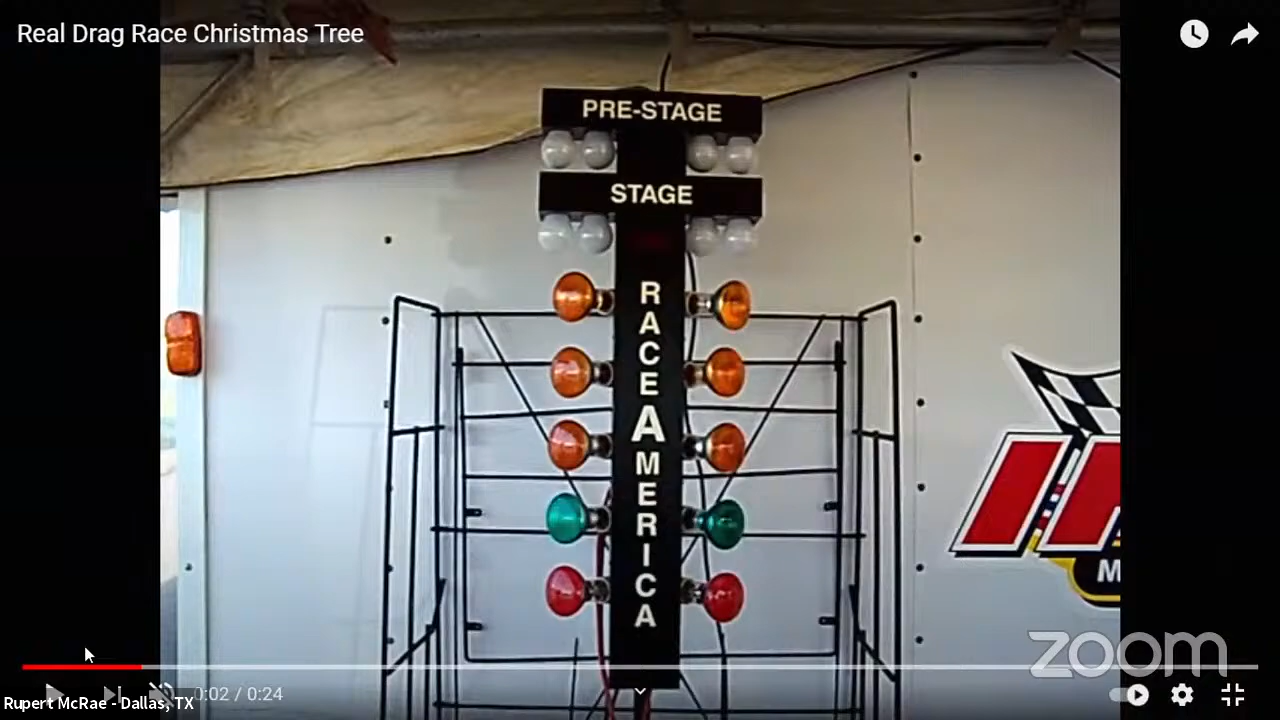 Real Drag Race Christmas Tree
PRE-STAGE
STAGE
RACE AMERICA
zoom
0:02 / 0:24
Rupert McRae - Dallas, TX